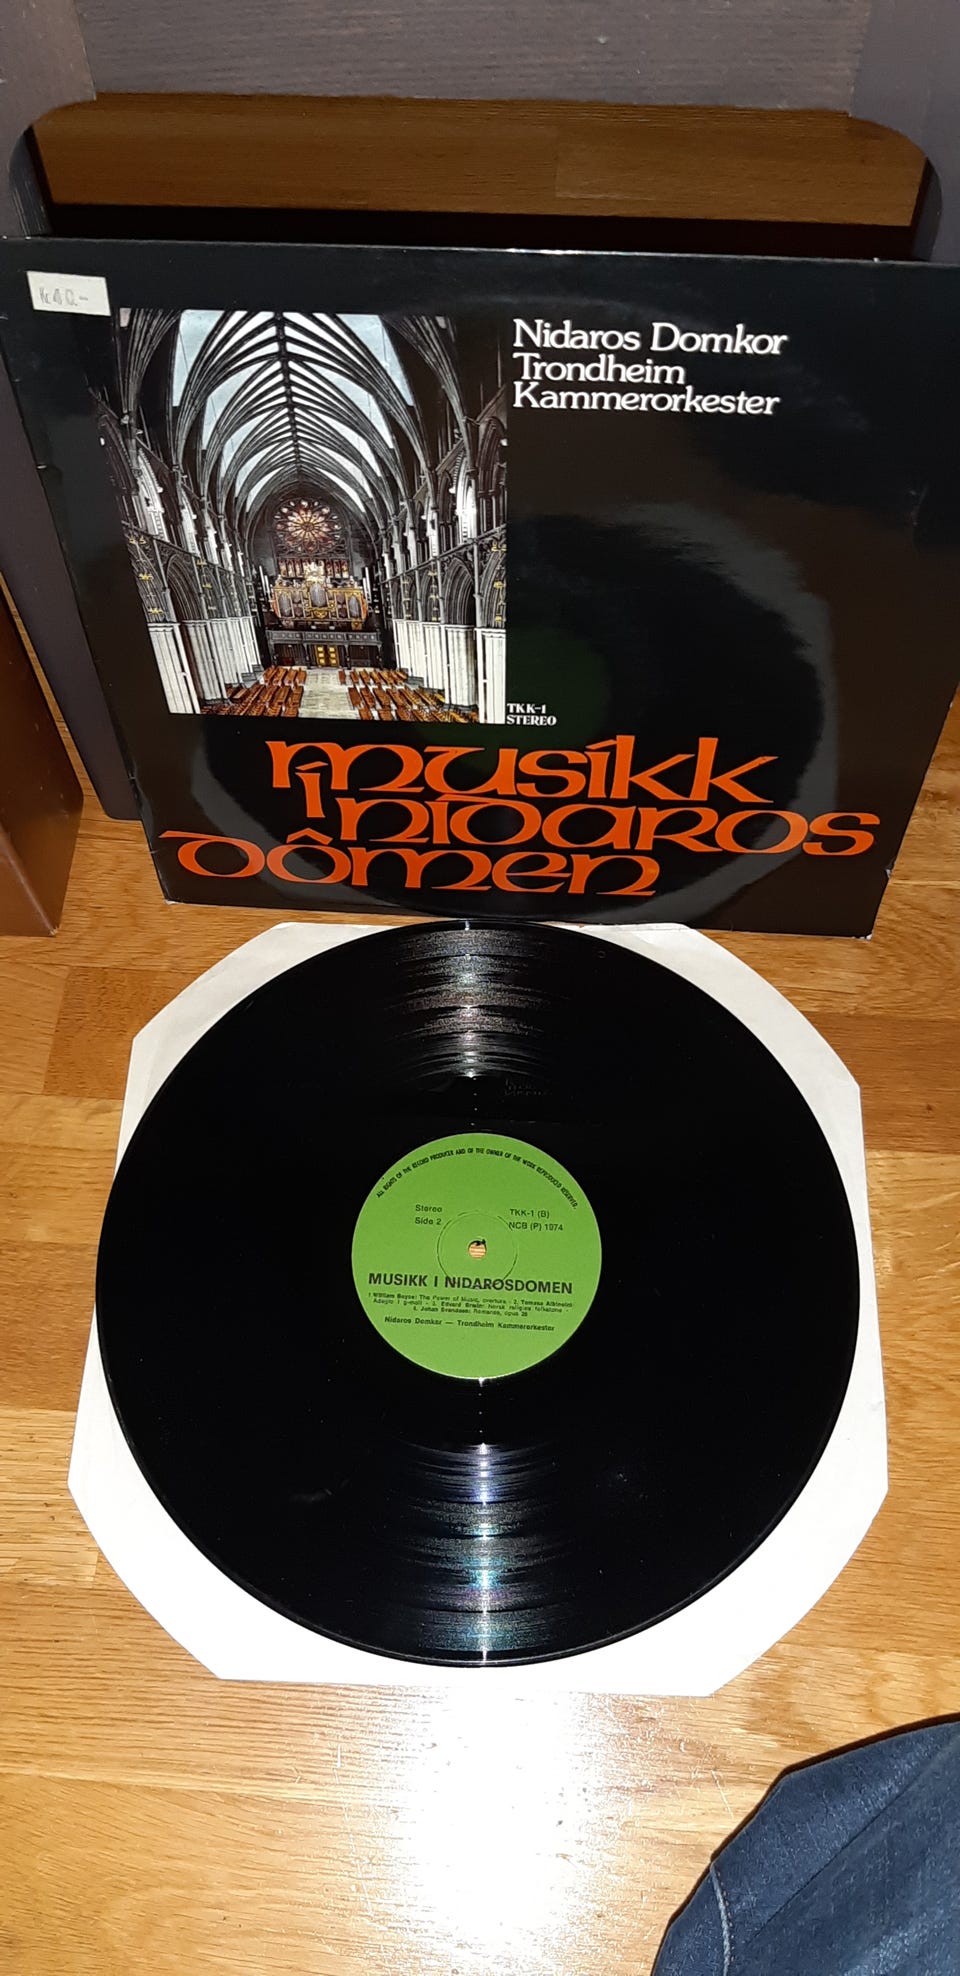 Kr 40.-
Nidaros Domkor
Trondheim
Kammerorkester
TKK-1
STEREO
musikk
i nidaros
dômen
ALL RIGHTS OF THE RECORD PRODUCER AND OF THE OWNER OF THE WORK REPRODUCED RESERVED.
Stereo
Side 2
TKK-1 (B)
NCB (P) 1974
MUSIKK I NIDAROSDOMEN
1 William Boyce: The Power of Music, overture - 2. Tomaso Albinoni:
Adagio i g-moll - 3. Edvard Bræin: Norsk religiøs folketone -
4. Johan Svendsen: Romanse, opus 26
Nidaros Domkor — Trondheim Kammerorkester